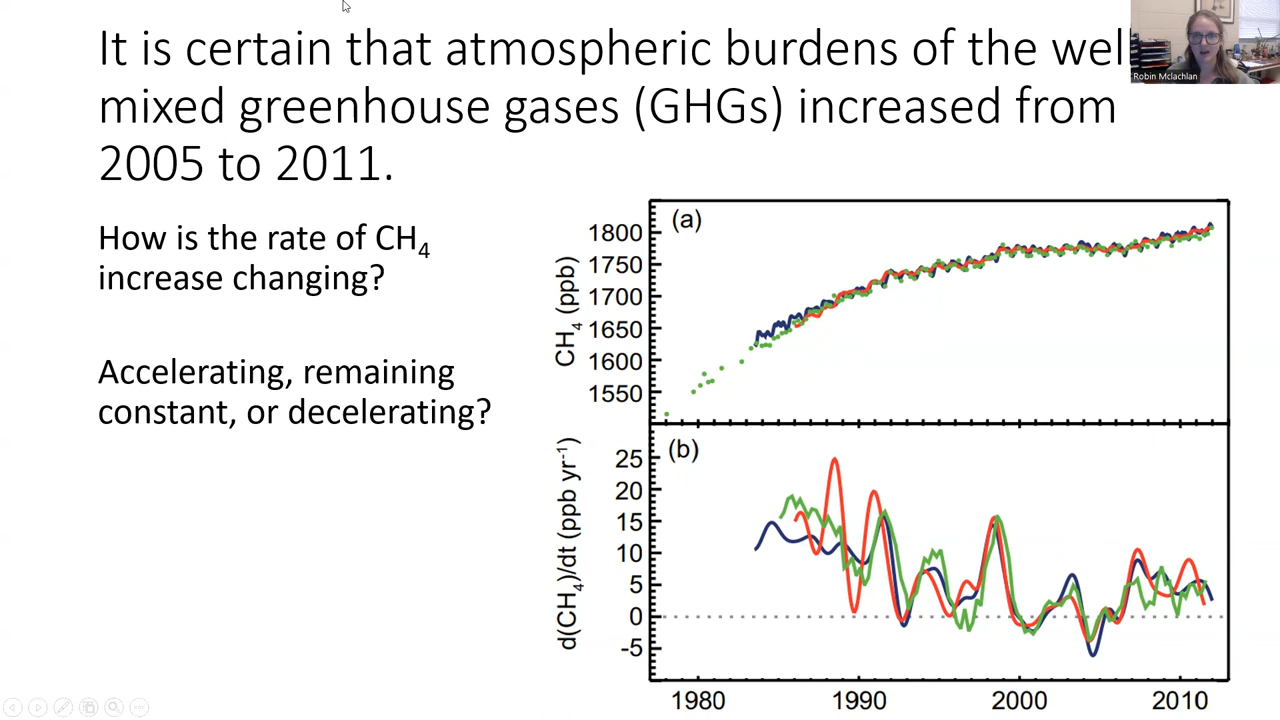 It is certain that atmospheric burdens of the well
mixed greenhouse gases (GHGs) increased from
2005 to 2011.
Robin Mclachlan
How is the rate of CH4
increase changing?
Accelerating, remaining
constant, or decelerating?
(a)
CH4 (ppb)
1800
1750
1700
1650
1600
1550
(b)
d(CH4)/dt (ppb yr-1)
25
20
15
10
5
0
-5
1980 1990 2000 2010